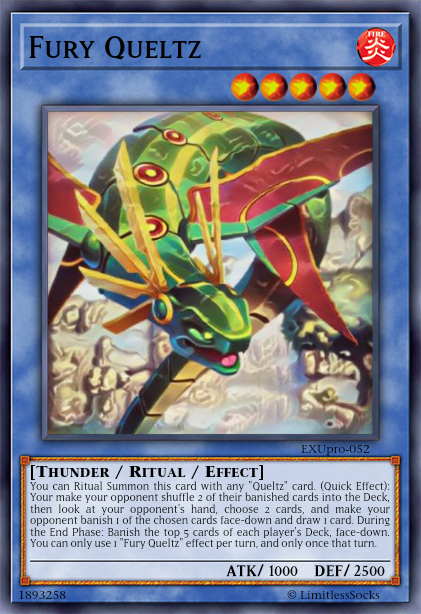 Fury Queltz
FIRE
炎
EXUpro-052
[Thunder / Ritual / Effect]
You can Ritual Summon this card with any "Queltz" card. (Quick Effect):
Your make your opponent shuffle 2 of their banished cards into the Deck,
then look at your opponent's hand, choose 2 cards, and make your
opponent banish 1 of the chosen cards face-down and draw 1 card. During
the End Phase: Banish the top 5 cards of each player's Deck, face-down.
You can only use 1 "Fury Queltz" effect per turn, and only once that turn.
ATK/ 1000 DEF/ 2500
1893258 © LimitlessSocks